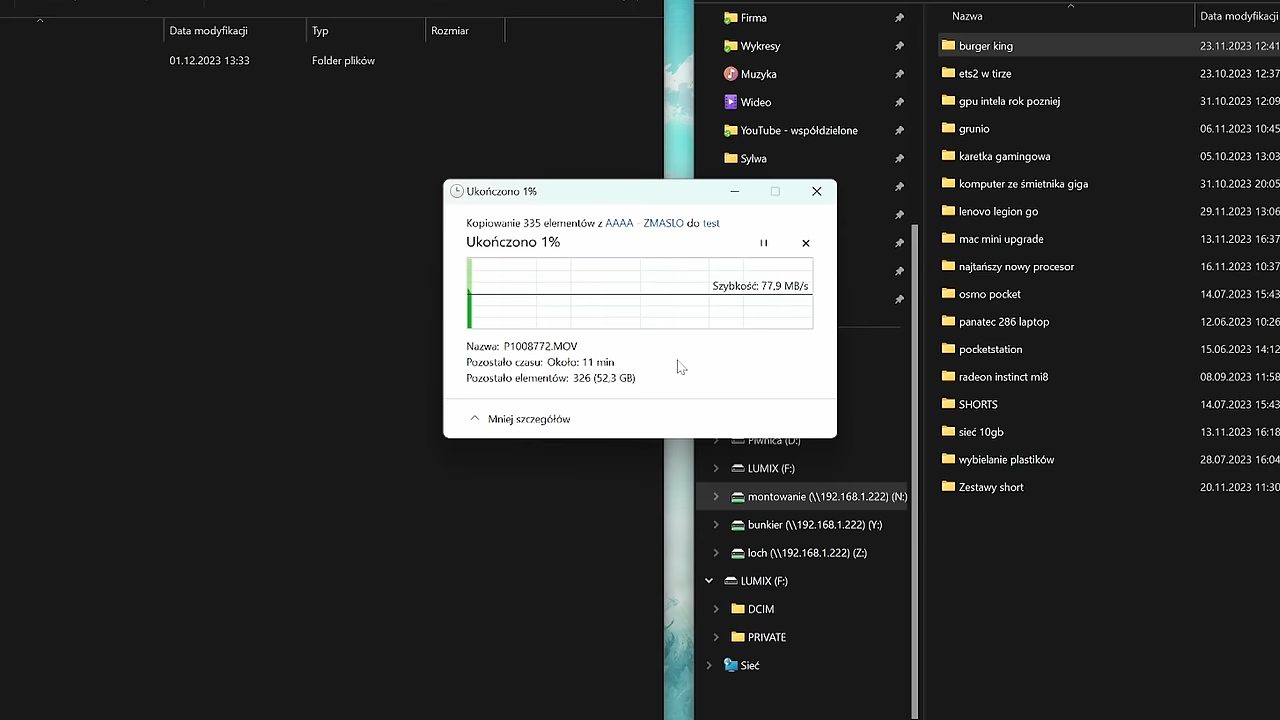 Data modyfikacji
Typ
Rozmiar
01.12.2023 13:33
Folder plików
Ukończono 1%
Kopiowanie 335 elementów z AAAA - ZMASLO do test
Ukończono 1%
Szybkość: 77,9 MB/s
Nazwa: P1008772.MOV
Pozostało czasu: Około: 11 min
Pozostało elementów: 326 (52,3 GB)
Mniej szczegółów
Firma
Wykresy
Muzyka
Wideo
YouTube - współdzielone
Sylwa
Piwnica (D:)
LUMIX (F:)
montowanie (\\192.168.1.222) (N:)
bunkier (\\192.168.1.222) (Y:)
loch (\\192.168.1.222) (Z:)
LUMIX (F:)
DCIM
PRIVATE
Sieć
Nazwa
Data modyfikacji
burger king 23.11.2023 12:41
ets2 w tirze 23.10.2023 12:37
gpu intela rok pozniej 31.10.2023 12:09
grunio 06.11.2023 10:45
karetka gamingowa 05.10.2023 13:03
komputer ze śmietnika giga 31.10.2023 20:05
lenovo legion go 29.11.2023 13:06
mac mini upgrade 13.11.2023 16:37
najtańszy nowy procesor 16.11.2023 10:37
osmo pocket 14.07.2023 15:43
panatec 286 laptop 12.06.2023 10:26
pocketstation 15.06.2023 14:12
radeon instinct mi8 08.09.2023 11:58
SHORTS 14.07.2023 15:43
sieć 10gb 13.11.2023 16:18
wybielanie plastików 28.07.2023 16:04
Zestawy short 20.11.2023 11:30